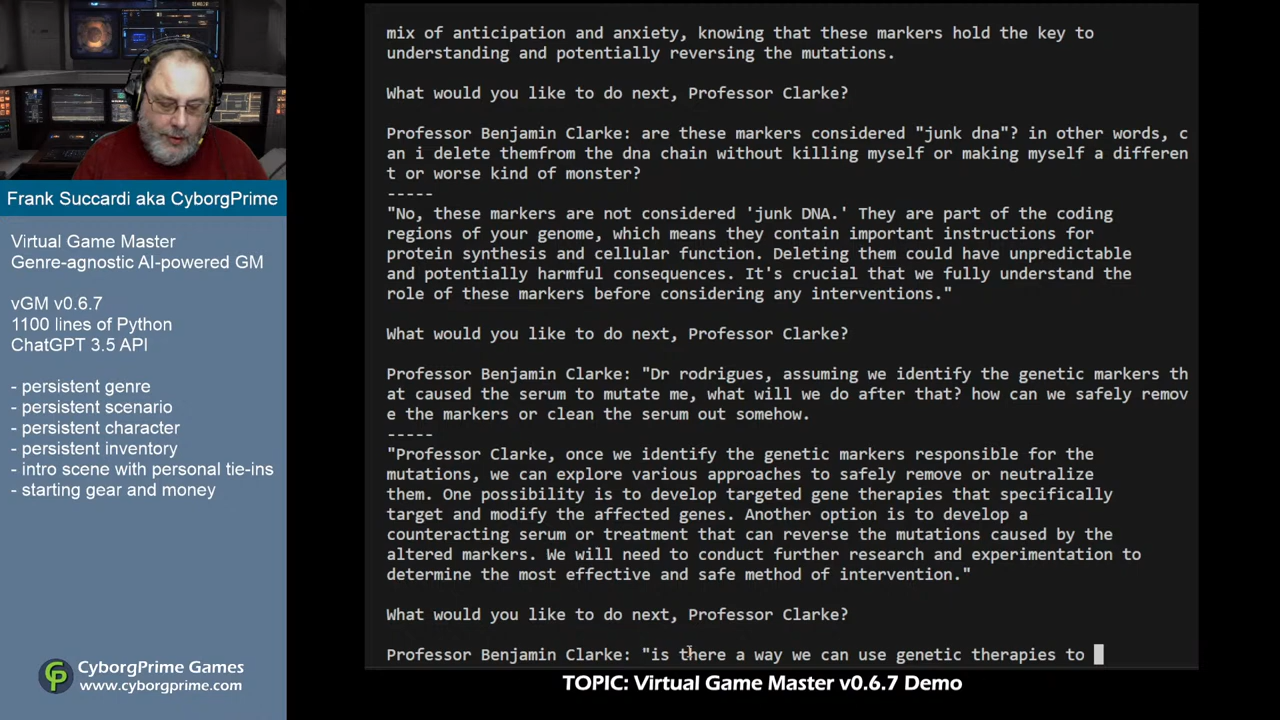 mix of anticipation and anxiety, knowing that these markers hold the key to
understanding and potentially reversing the mutations.
What would you like to do next, Professor Clarke?
Professor Benjamin Clarke: are these markers considered "junk dna"? in other words, c
an i delete themfrom the dna chain without killing myself or making myself a differen
t or worse kind of monster?
-----
"No, these markers are not considered 'junk DNA.' They are part of the coding
regions of your genome, which means they contain important instructions for
protein synthesis and cellular function. Deleting them could have unpredictable
and potentially harmful consequences. It's crucial that we fully understand the
role of these markers before considering any interventions."
What would you like to do next, Professor Clarke?
Professor Benjamin Clarke: "Dr rodrigues, assuming we identify the genetic markers th
at caused the serum to mutate me, what will we do after that? how can we safely remov
e the markers or clean the serum out somehow.
-----
"Professor Clarke, once we identify the genetic markers responsible for the
mutations, we can explore various approaches to safely remove or neutralize
them. One possibility is to develop targeted gene therapies that specifically
target and modify the affected genes. Another option is to develop a
counteracting serum or treatment that can reverse the mutations caused by the
altered markers. We will need to conduct further research and experimentation to
determine the most effective and safe method of intervention."
What would you like to do next, Professor Clarke?
Professor Benjamin Clarke: "is there a way we can use genetic therapies to
Frank Succardi aka CyborgPrime
Virtual Game Master
Genre-agnostic AI-powered GM
vGM v0.6.7
1100 lines of Python
ChatGPT 3.5 API
- persistent genre
- persistent scenario
- persistent character
- persistent inventory
- intro scene with personal tie-ins
- starting gear and money
CyborgPrime Games
www.cyborgprime.com
TOPIC: Virtual Game Master v0.6.7 Demo